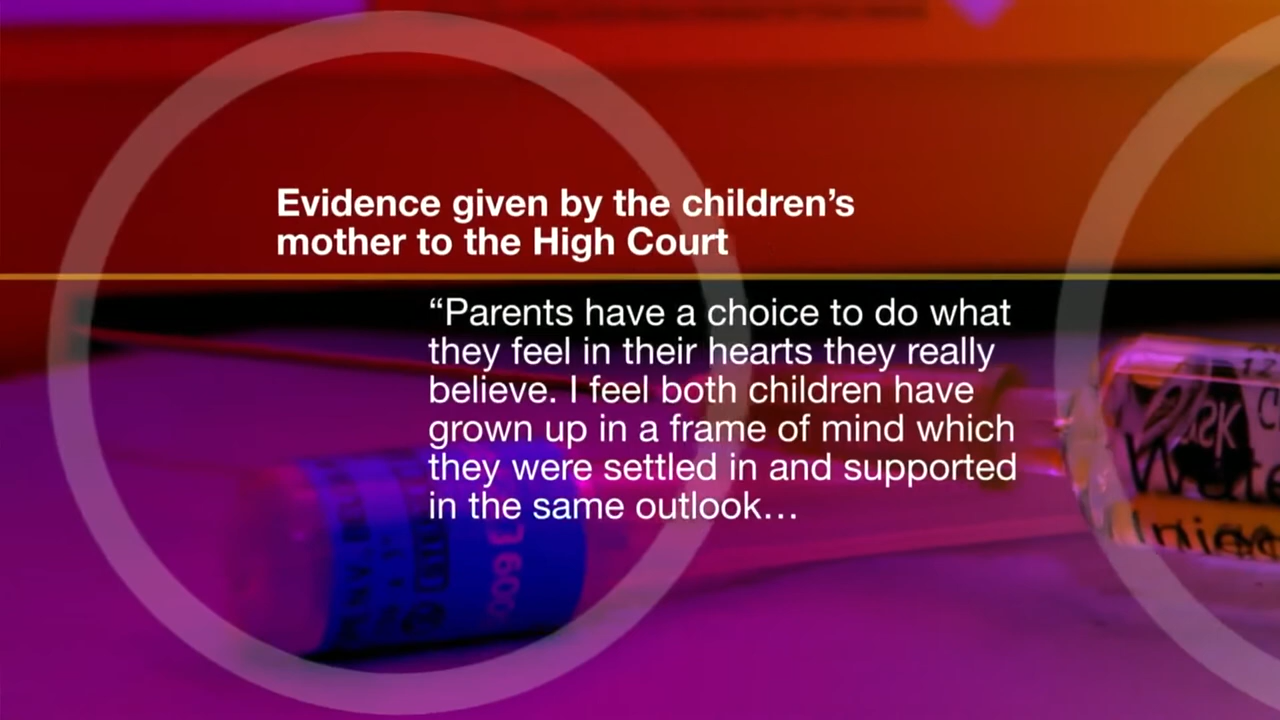 Evidence given by the children’s
mother to the High Court
“Parents have a choice to do what
they feel in their hearts they really
believe. I feel both children have
grown up in a frame of mind which
they were settled in and supported
in the same outlook…